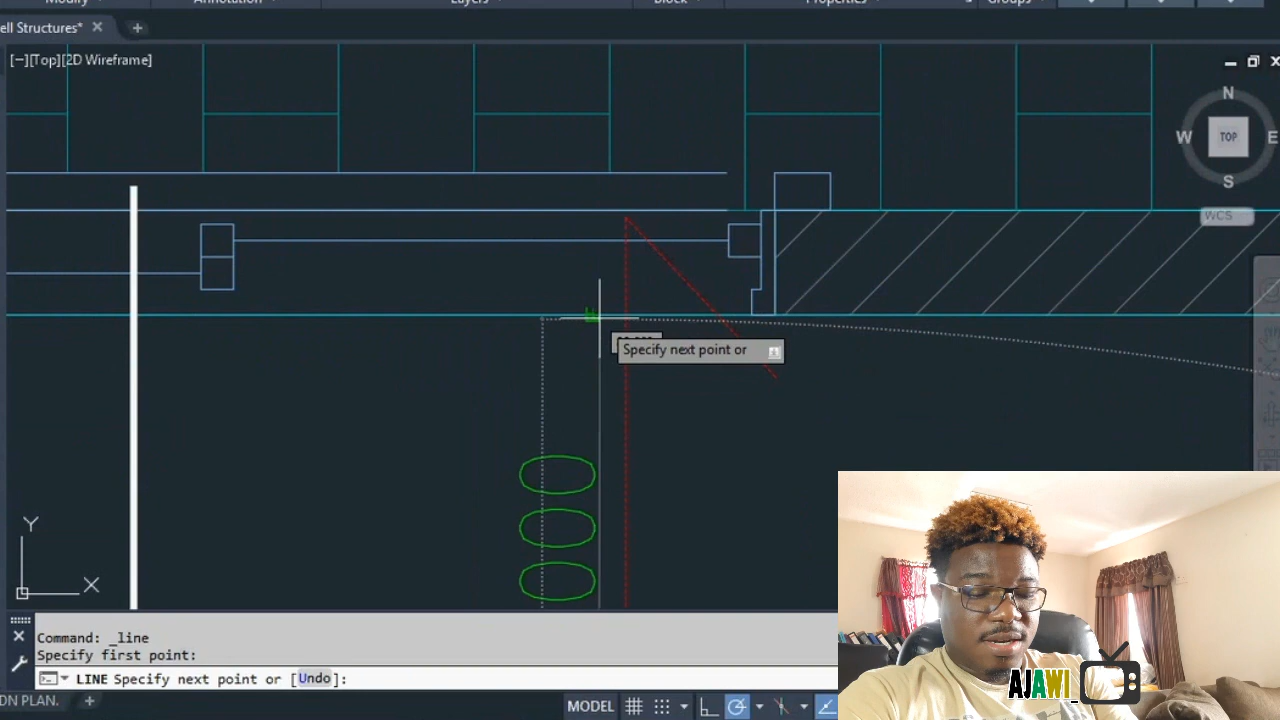 Modify
Annotation
Layers
Block
Properties
Groups
ell Structures*
[−][Top][2D Wireframe]
N
W TOP E
S
WCS
Specify next point or
Y
X
Command: _line
Specify first point:
LINE Specify next point or [Undo]:
DN PLAN.
MODEL
AJAWI_